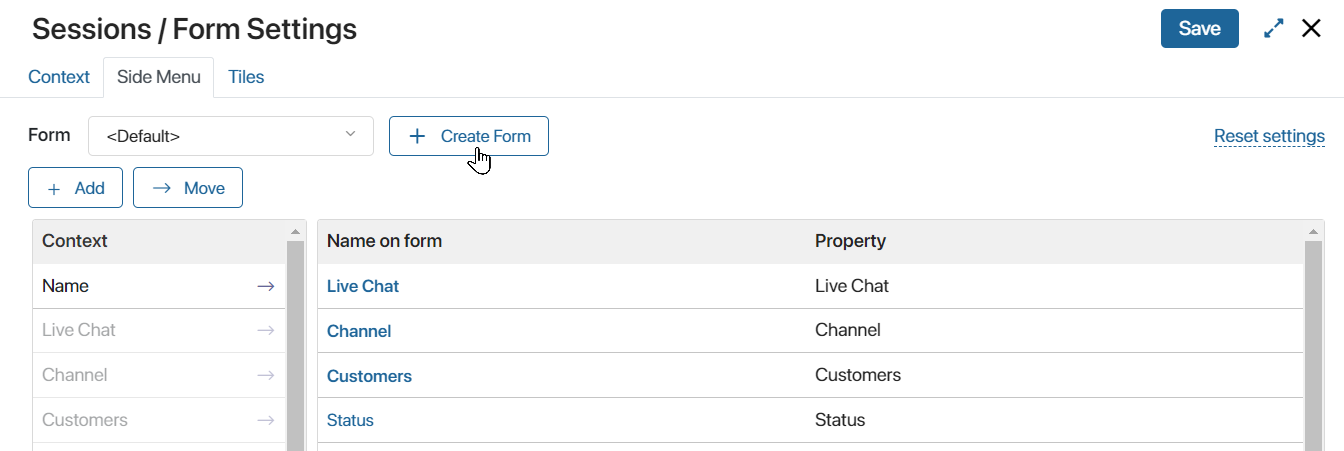 Sessions / Form Settings
Save
Context Side Menu Tiles
Form <Default> + Create Form Reset settings
+ Add → Move
Context Name on form Property
Name → Live Chat Live Chat
Live Chat → Channel Channel
Channel → Customers Customers
Customers → Status Status